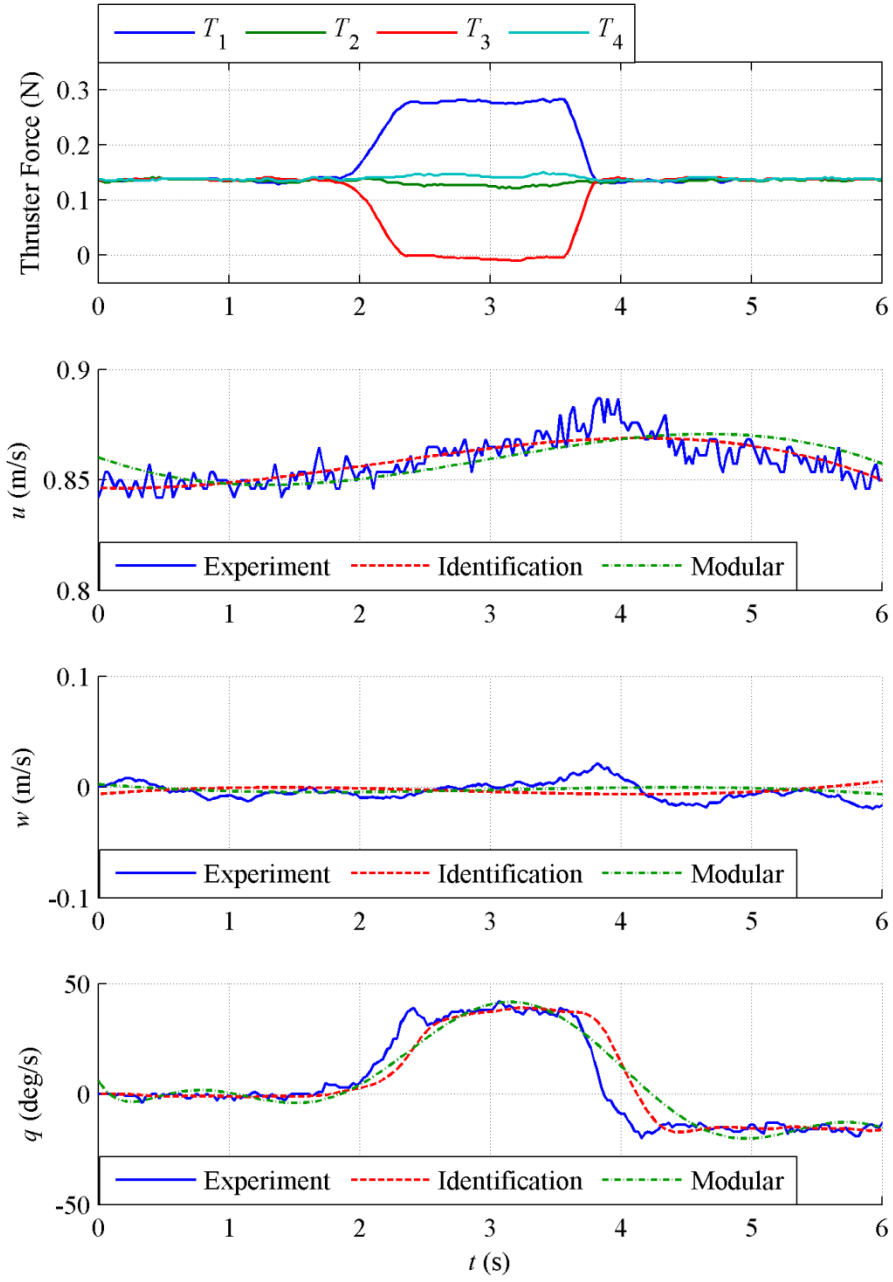 T1 T2 T3 T4
Thruster Force (N)
0.3
0.2
0.1
0
0 1 2 3 4 5 6
u (m/s)
0.9
0.85
0.8
Experiment Identification Modular
0 1 2 3 4 5 6
w (m/s)
0.1
0
-0.1
Experiment Identification Modular
0 1 2 3 4 5 6
q (deg/s)
50
0
-50
Experiment Identification Modular
0 1 2 3 4 5 6
t (s)